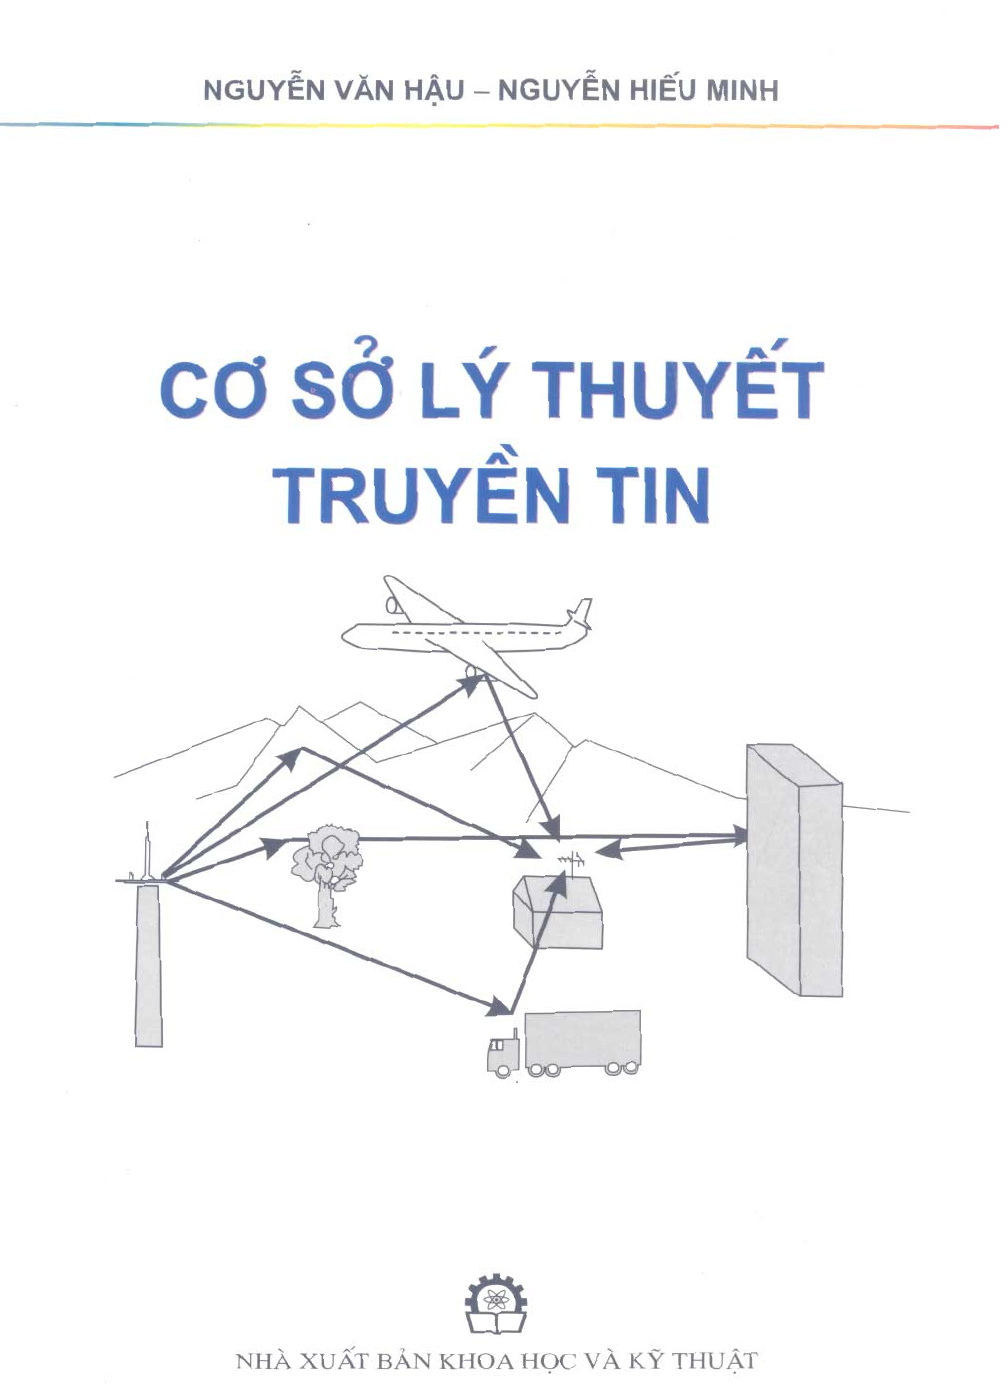 NGUYỄN VĂN HẬU – NGUYỄN HIẾU MINH
CƠ SỞ LÝ THUYẾT
TRUYỀN TIN
NHÀ XUẤT BẢN KHOA HỌC VÀ KỸ THUẬT